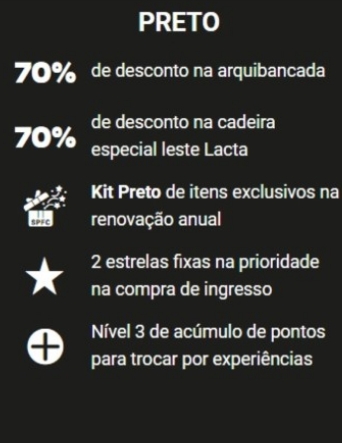 PRETO
70% de desconto na arquibancada
70% de desconto na cadeira
especial leste Lacta
Kit Preto de itens exclusivos na
renovação anual
SPFC
2 estrelas fixas na prioridade
na compra de ingresso
Nível 3 de acúmulo de pontos
para trocar por experiências